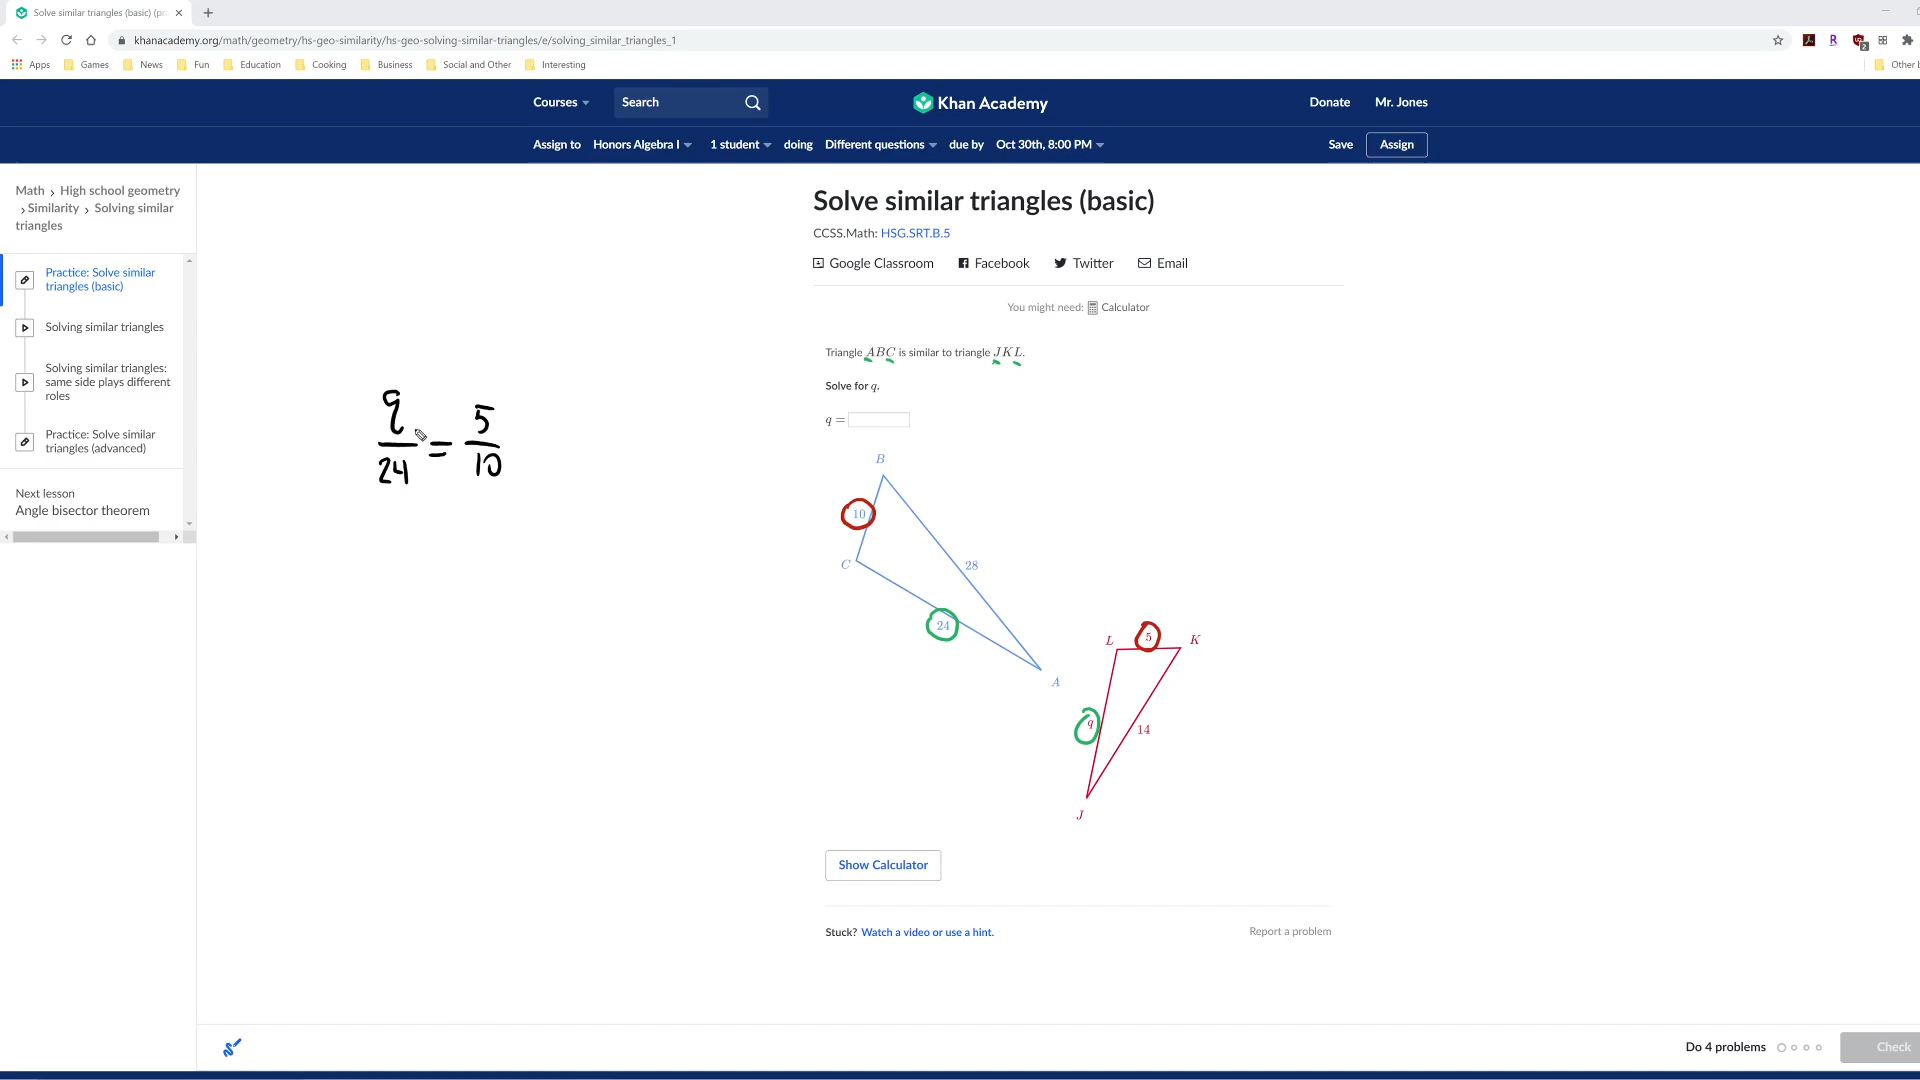 Solve similar triangles (basic) (pr
khanacademy.org/math/geometry/hs-geo-similarity/hs-geo-solving-similar-triangles/e/solving_similar_triangles_1
Apps Games News Fun Education Cooking Business Social and Other Interesting Other b
Courses Search Khan Academy Donate Mr. Jones
Assign to Honors Algebra I 1 student doing Different questions due by Oct 30th, 8:00 PM Save Assign
Math > High school geometry
> Similarity > Solving similar
triangles
Practice: Solve similar
triangles (basic)
Solving similar triangles
Solving similar triangles:
same side plays different
roles
Practice: Solve similar
triangles (advanced)
Next lesson
Angle bisector theorem
Solve similar triangles (basic)
CCSS.Math: HSG.SRT.B.5
Google Classroom Facebook Twitter Email
You might need: Calculator
Triangle ABC is similar to triangle JKL.
Solve for q.
q =
q/24 = 5/10
B
10
C
28
24
A
L
5
K
q
14
J
Show Calculator
Stuck? Watch a video or use a hint. Report a problem
Do 4 problems Check